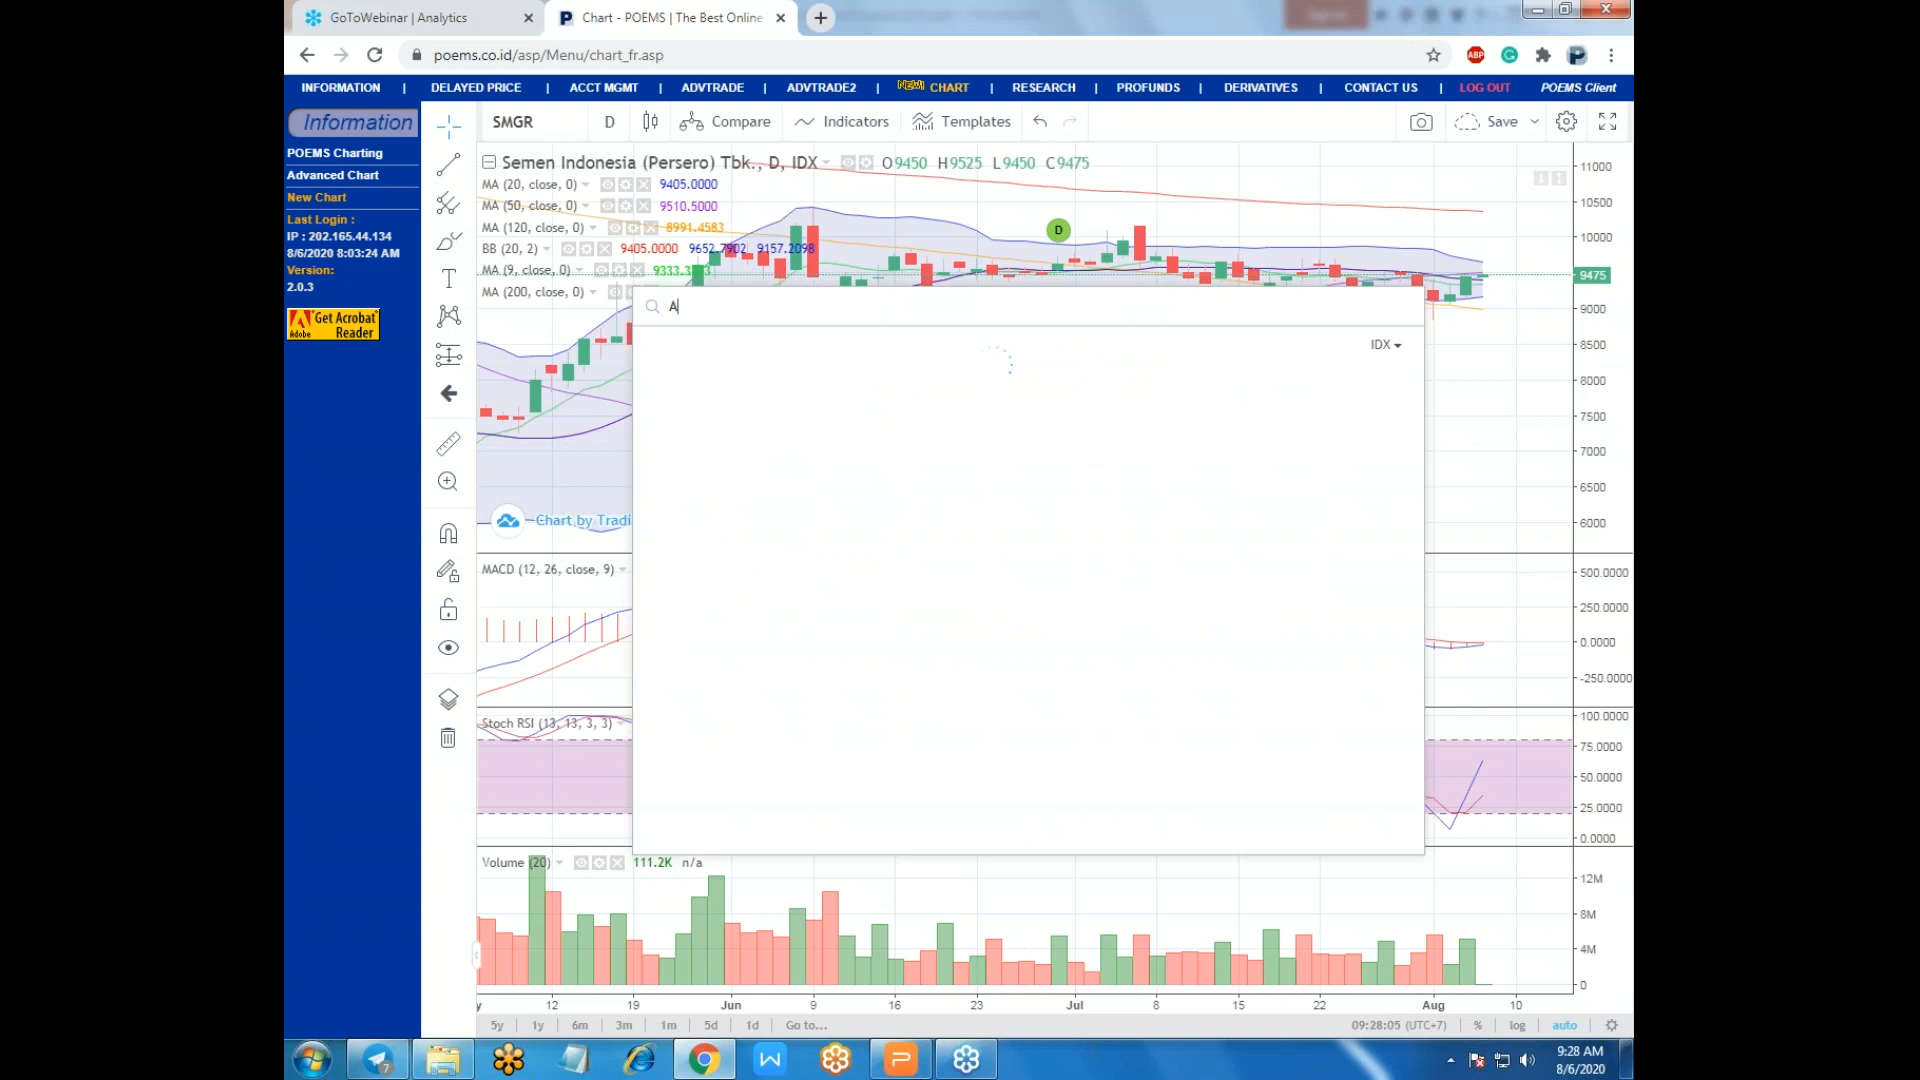 GoToWebinar | Analytics
Chart - POEMS | The Best Online
poems.co.id/asp/Menu/chart_fr.asp
ABP
INFORMATION | DELAYED PRICE | ACCT MGMT | ADVTRADE | ADVTRADE2 | NEW! CHART | RESEARCH | PROFUNDS | DERIVATIVES | CONTACT US | LOG OUT POEMS Client
Information
POEMS Charting
Advanced Chart
New Chart
Last Login :
IP : 202.165.44.134
8/6/2020 8:03:24 AM
Version:
2.0.3
Get Acrobat
Reader
Adobe
SMGR D Compare Indicators Templates Save
Semen Indonesia (Persero) Tbk., D, IDX O9450 H9525 L9450 C9475
MA (20, close, 0) 9405.0000
MA (50, close, 0) 9510.5000
MA (120, close, 0) 8991.4583
BB (20, 2) 9405.0000 9652.7902 9157.2098
MA (9, close, 0)
MA (200, close, 0)
D
A
IDX
11000
10500
10000
9475
9000
8500
8000
7500
7000
6500
6000
Chart by Tradi
MACD (12, 26, close, 9)
500.0000
250.0000
0.0000
-250.0000
Stoch RSI (13, 13, 3, 3)
100.0000
75.0000
50.0000
25.0000
0.0000
Volume (20) 111.2K n/a
12M
8M
4M
0
y 12 19 Jun 9 16 23 Jul 8 15 22 Aug 10
5y 1y 6m 3m 1m 5d 1d Go to... 09:28:05 (UTC+7) % log auto
7
9:28 AM
8/6/2020